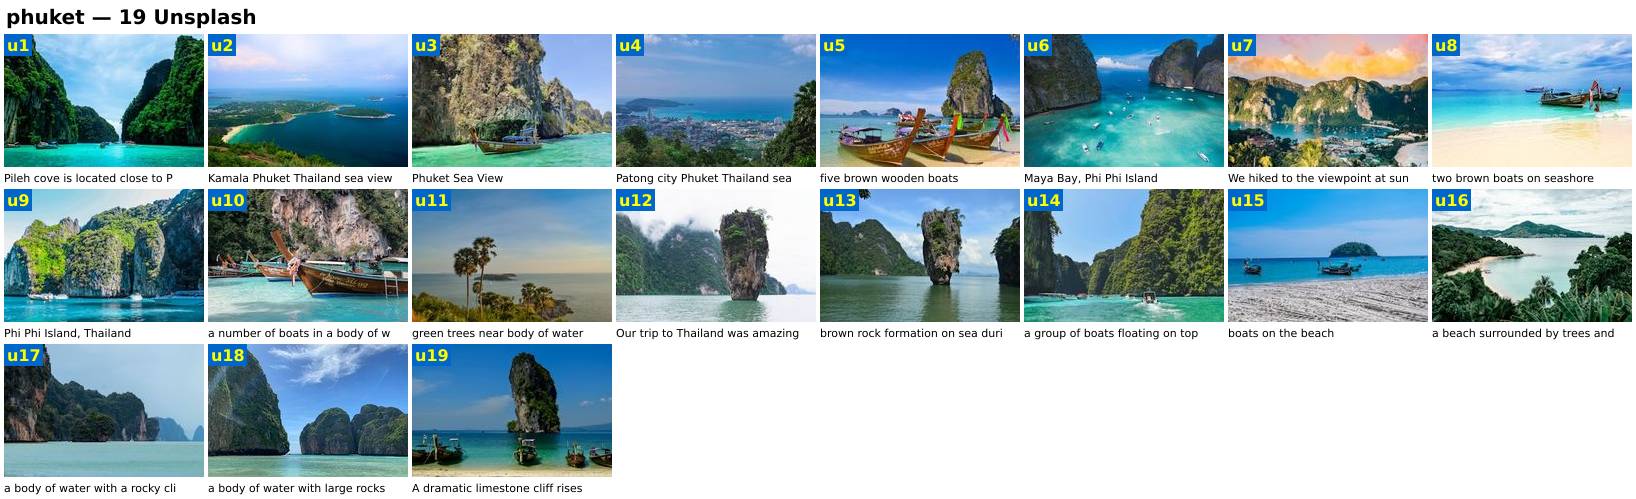 phuket — 19 Unsplash
u1
u2
u3
u4
u5
u6
u7
u8
Pileh cove is located close to P
Kamala Phuket Thailand sea view
Phuket Sea View
Patong city Phuket Thailand sea
five brown wooden boats
Maya Bay, Phi Phi Island
We hiked to the viewpoint at sun
two brown boats on seashore
u9
u10
u11
u12
u13
u14
u15
u16
Phi Phi Island, Thailand
a number of boats in a body of w
green trees near body of water
Our trip to Thailand was amazing
brown rock formation on sea duri
a group of boats floating on top
boats on the beach
a beach surrounded by trees and
u17
u18
u19
a body of water with a rocky cli
a body of water with large rocks
A dramatic limestone cliff rises